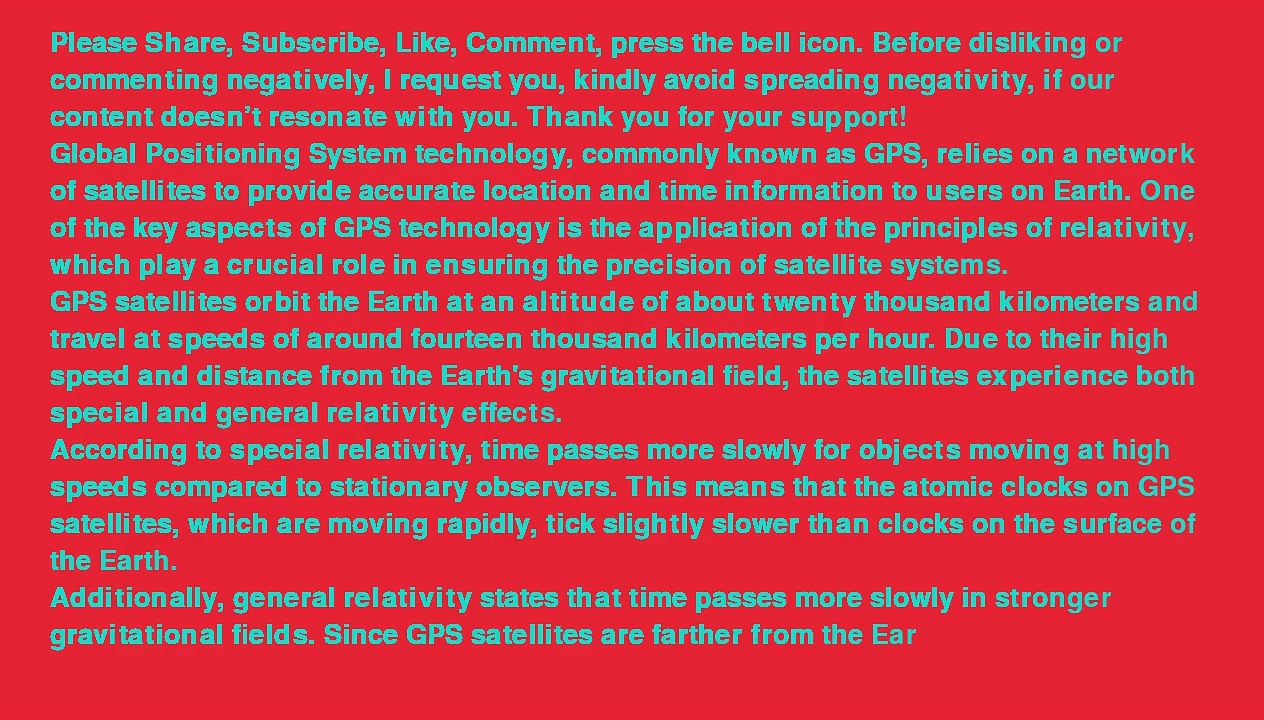 Please Share, Subscribe, Like, Comment, press the bell icon. Before disliking or
commenting negatively, I request you, kindly avoid spreading negativity, if our
content doesn’t resonate with you. Thank you for your support!
Global Positioning System technology, commonly known as GPS, relies on a network
of satellites to provide accurate location and time information to users on Earth. One
of the key aspects of GPS technology is the application of the principles of relativity,
which play a crucial role in ensuring the precision of satellite systems.
GPS satellites orbit the Earth at an altitude of about twenty thousand kilometers and
travel at speeds of around fourteen thousand kilometers per hour. Due to their high
speed and distance from the Earth's gravitational field, the satellites experience both
special and general relativity effects.
According to special relativity, time passes more slowly for objects moving at high
speeds compared to stationary observers. This means that the atomic clocks on GPS
satellites, which are moving rapidly, tick slightly slower than clocks on the surface of
the Earth.
Additionally, general relativity states that time passes more slowly in stronger
gravitational fields. Since GPS satellites are farther from the Ear